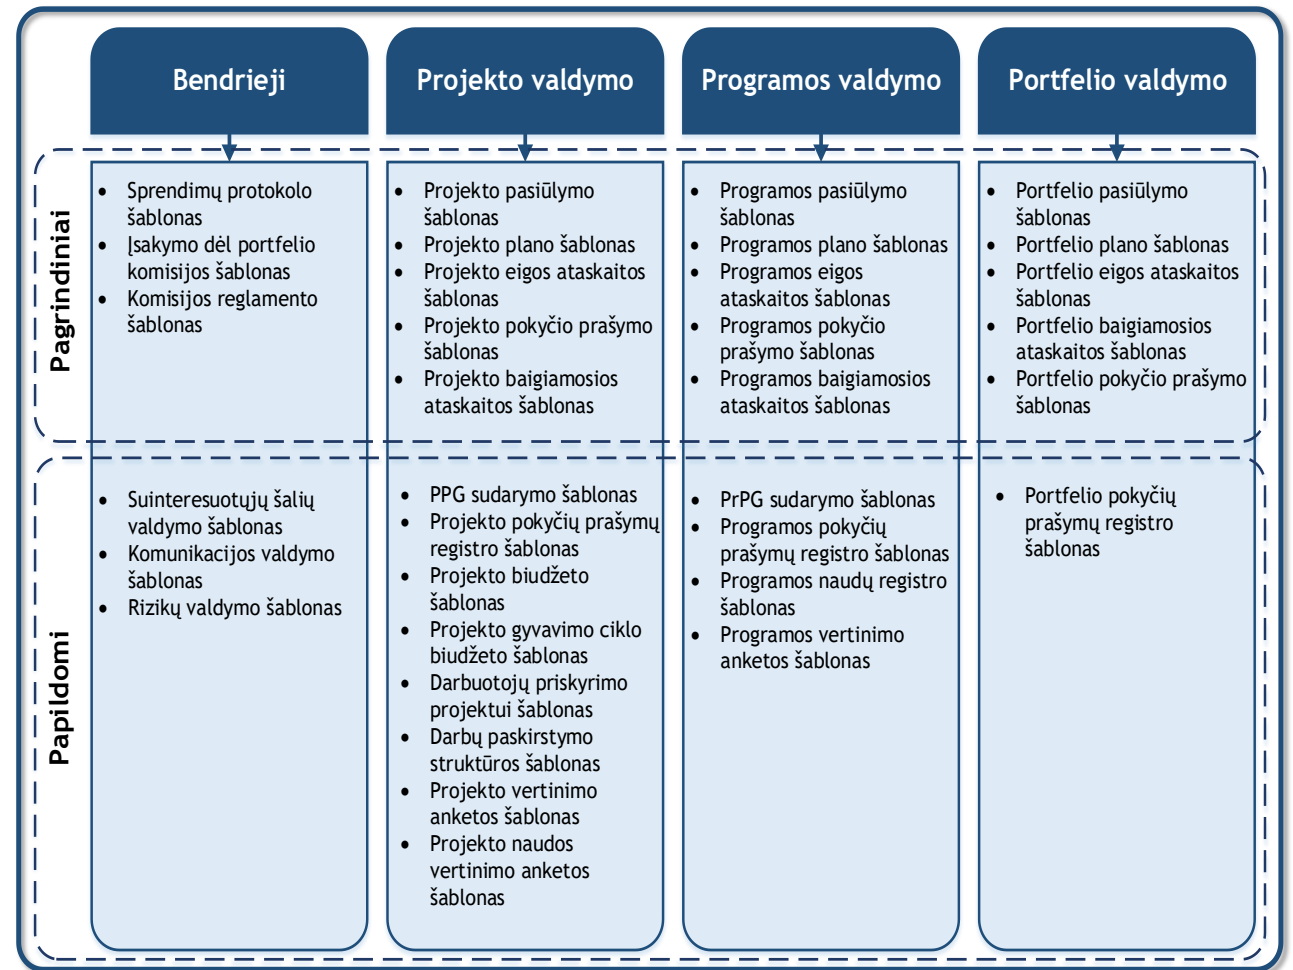 Bendrieji
Projekto valdymo
Programos valdymo
Portfelio valdymo
Pagrindiniai
• Sprendimų protokolo
šablonas
• Įsakymo dėl portfelio
komisijos šablonas
• Komisijos reglamento
šablonas
• Projekto pasiūlymo
šablonas
• Projekto plano šablonas
• Projekto eigos ataskaitos
šablonas
• Projekto pokyčio prašymo
šablonas
• Projekto baigiamosios
ataskaitos šablonas
• Programos pasiūlymo
šablonas
• Programos plano šablonas
• Programos eigos
ataskaitos šablonas
• Programos pokyčio
prašymo šablonas
• Programos baigiamosios
ataskaitos šablonas
• Portfelio pasiūlymo
šablonas
• Portfelio plano šablonas
• Portfelio eigos ataskaitos
šablonas
• Portfelio baigiamosios
ataskaitos šablonas
• Portfelio pokyčio prašymo
šablonas
Papildomi
• Suinteresuotųjų šalių
valdymo šablonas
• Komunikacijos valdymo
šablonas
• Rizikų valdymo šablonas
• PPG sudarymo šablonas
• Projekto pokyčių prašymų
registro šablonas
• Projekto biudžeto
šablonas
• Projekto gyvavimo ciklo
biudžeto šablonas
• Darbuotojų priskyrimo
projektui šablonas
• Darbų paskirstymo
struktūros šablonas
• Projekto vertinimo
anketos šablonas
• Projekto naudos
vertinimo anketos
šablonas
• PrPG sudarymo šablonas
• Programos pokyčių
prašymų registro šablonas
• Programos naudų registro
šablonas
• Programos vertinimo
anketos šablonas
• Portfelio pokyčių
prašymų registro
šablonas